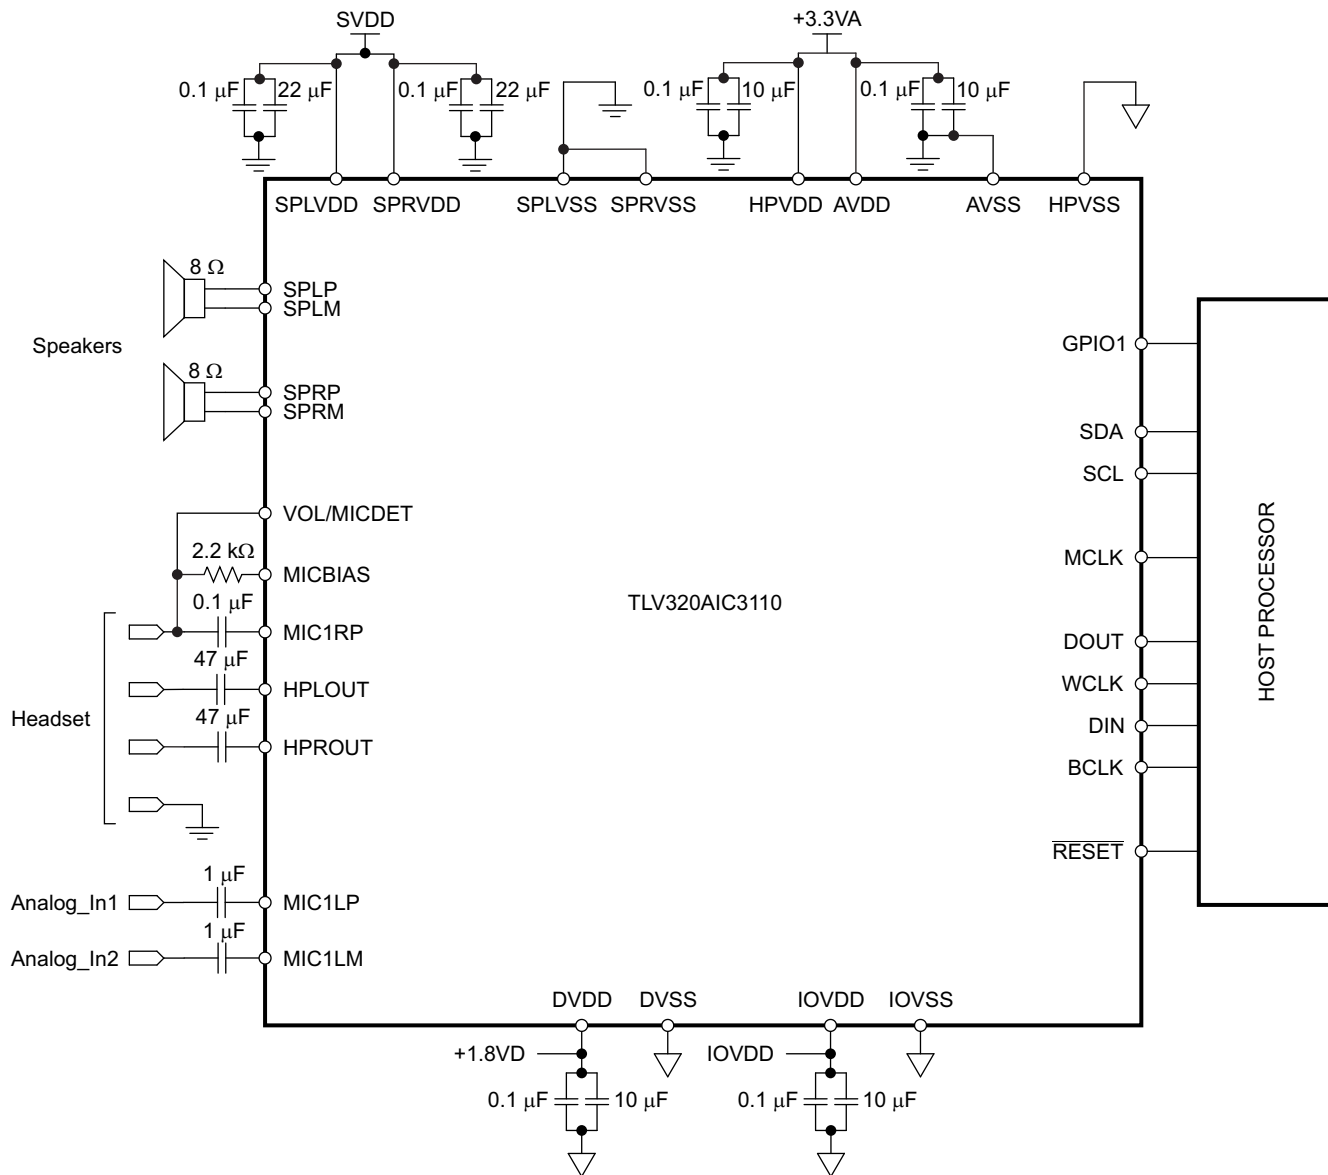 SVDD
+3.3VA
0.1 μF 22 μF
0.1 μF 22 μF
0.1 μF 10 μF
0.1 μF 10 μF
SPLVDD SPRVDD SPLVSS SPRVSS HPVDD AVDD AVSS HPVSS
8 Ω
SPLP
SPLM
Speakers
8 Ω
SPRP
SPRM
VOL/MICDET
2.2 kΩ
MICBIAS
0.1 μF
MIC1RP
47 μF
HPLOUT
Headset
47 μF
HPROUT
1 μF
Analog_In1
MIC1LP
1 μF
Analog_In2
MIC1LM
TLV320AIC3110
GPIO1
SDA
SCL
MCLK
DOUT
WCLK
DIN
BCLK
RESET
HOST PROCESSOR
DVDD DVSS IOVDD IOVSS
+1.8VD
IOVDD
0.1 μF 10 μF
0.1 μF 10 μF